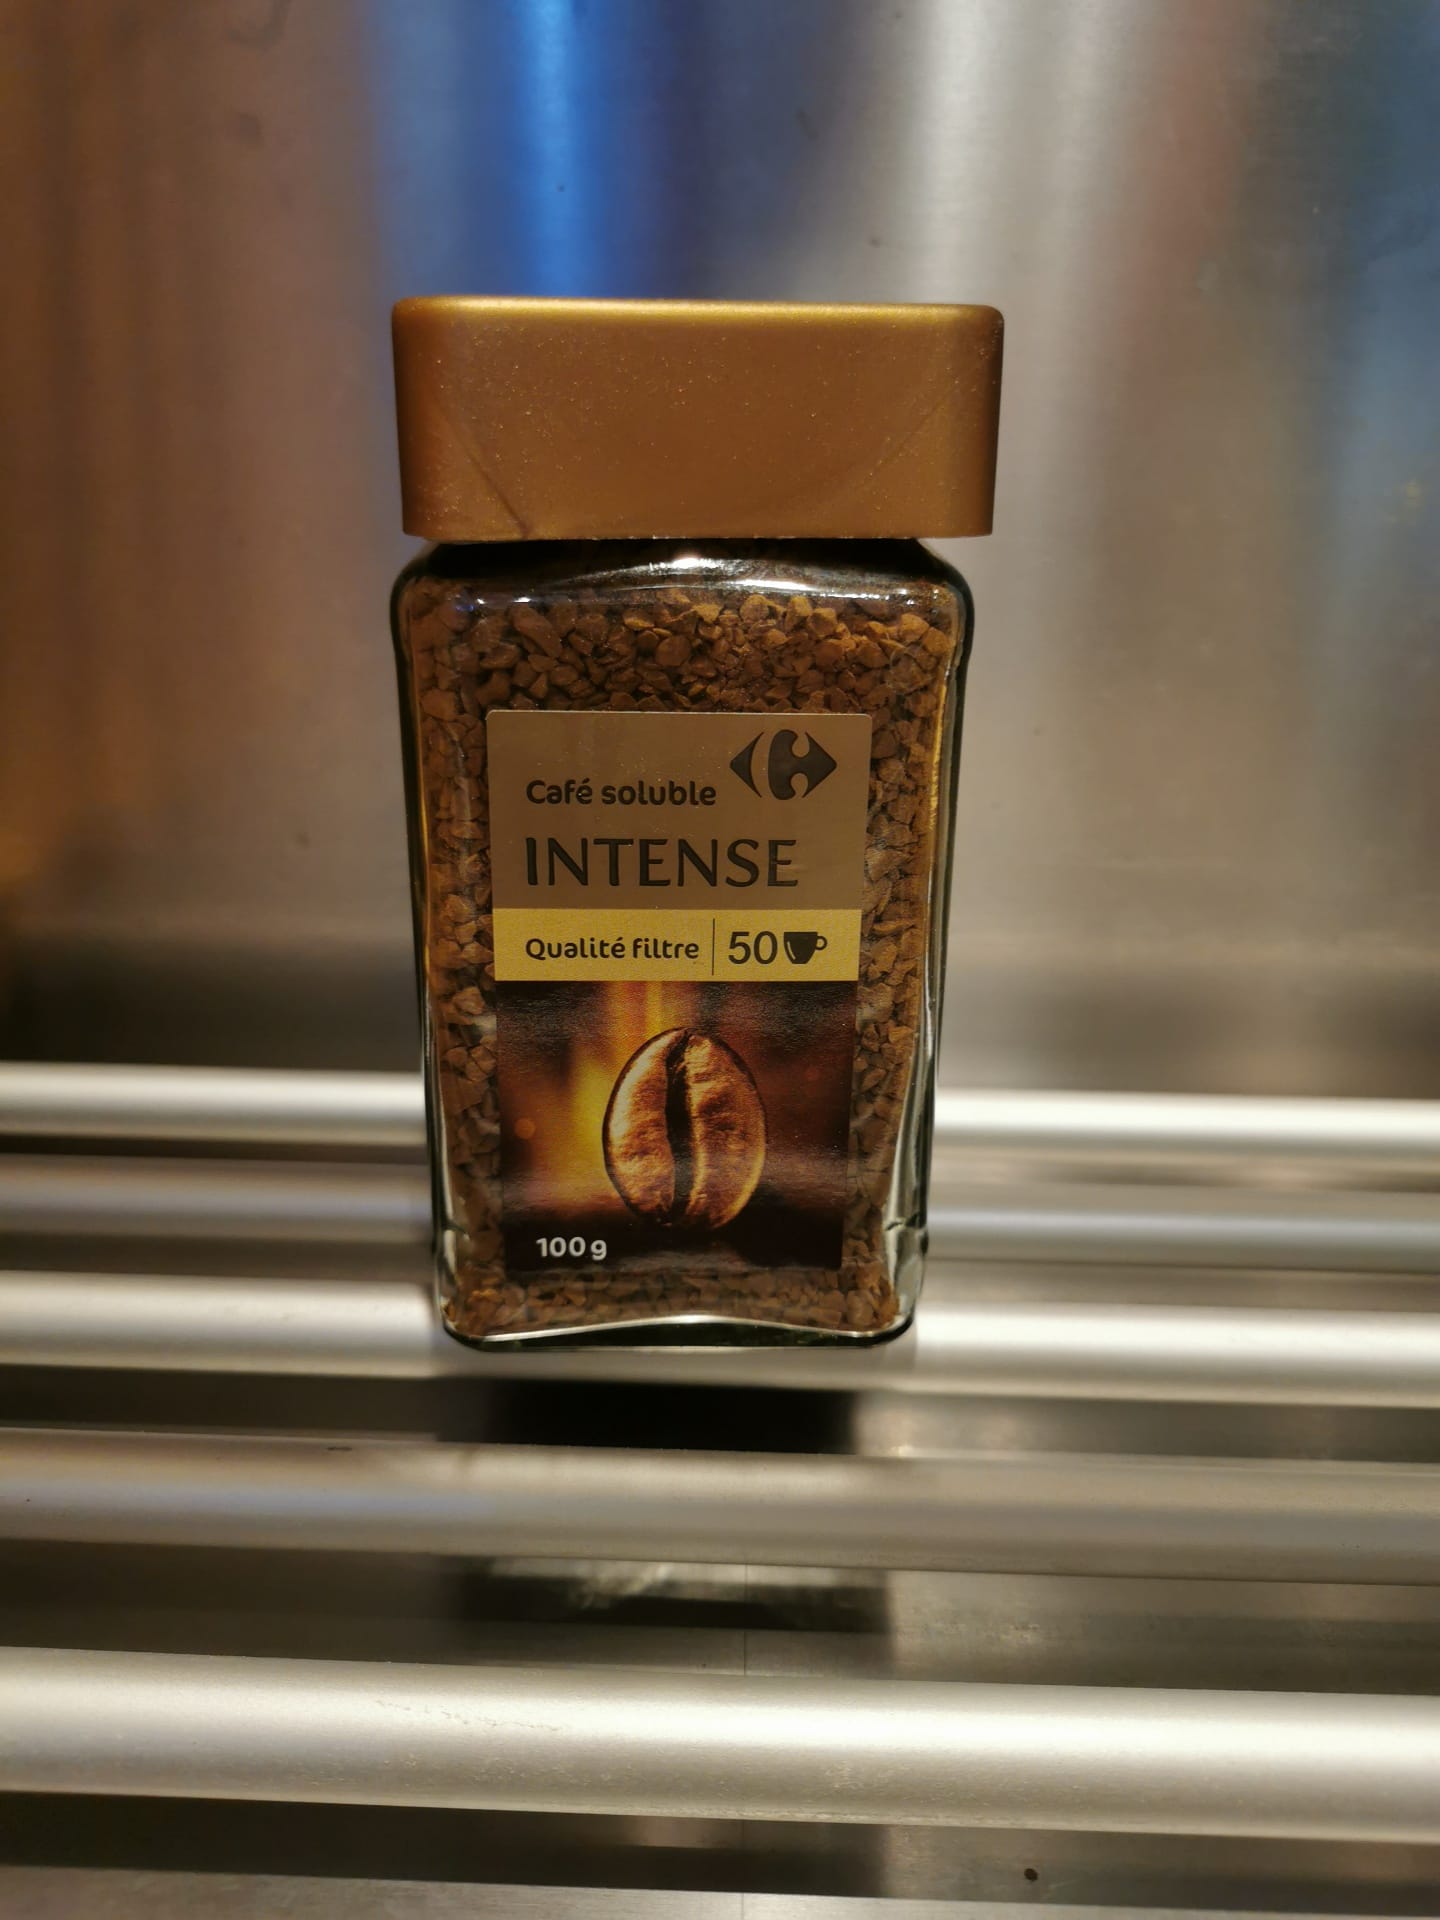 Café soluble
INTENSE
Qualité filtre 50
100g